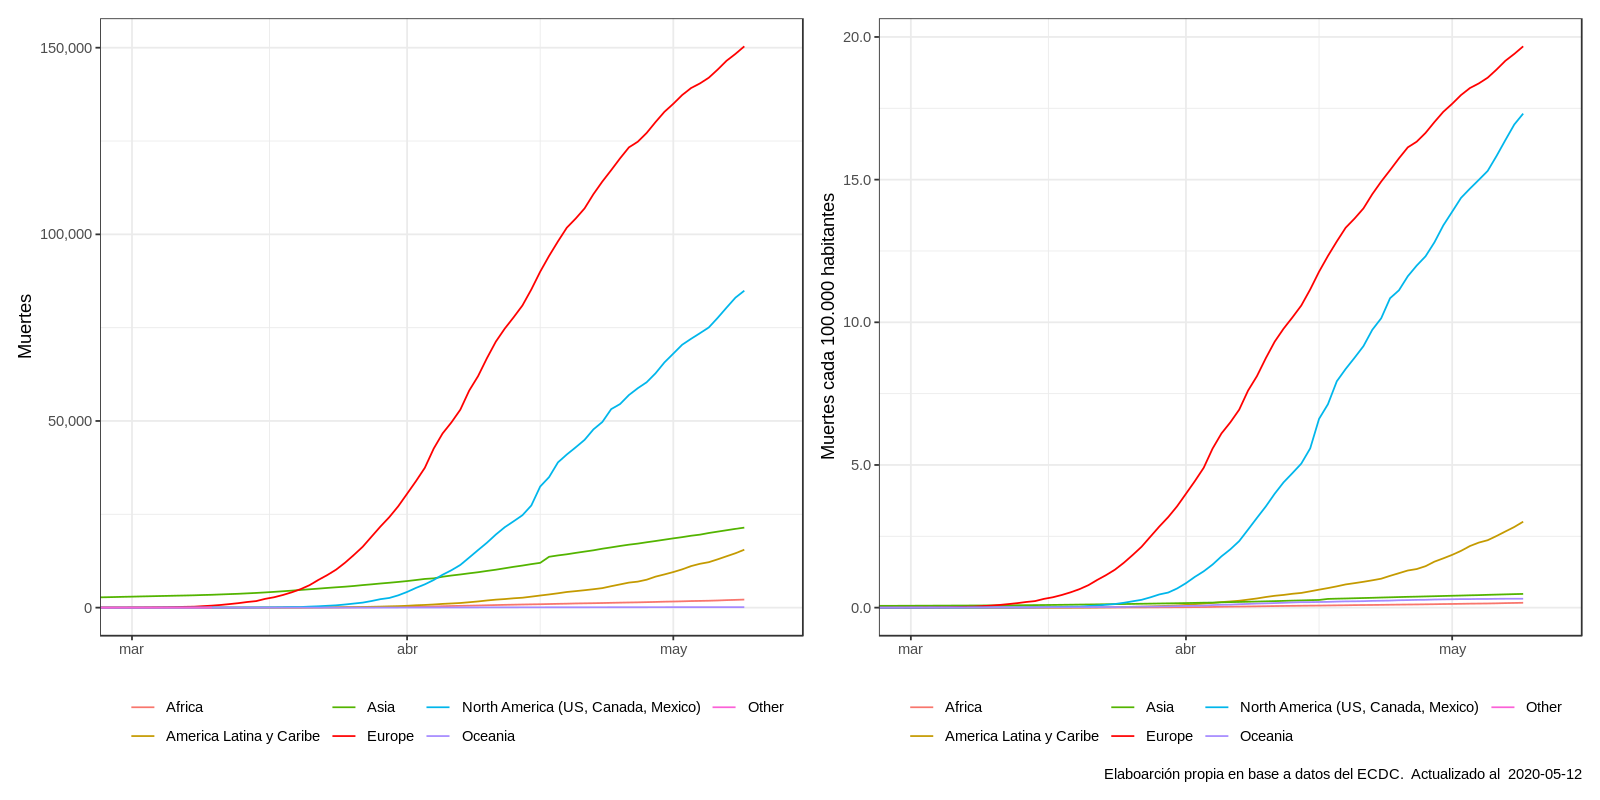 150,000
100,000
50,000
0
Muertes
mar
abr
may
Africa
Asia
North America (US, Canada, Mexico)
Other
America Latina y Caribe
Europe
Oceania
20.0
15.0
10.0
5.0
0.0
Muertes cada 100.000 habitantes
mar
abr
may
Africa
Asia
North America (US, Canada, Mexico)
Other
America Latina y Caribe
Europe
Oceania
Elaboarción propia en base a datos del ECDC.  Actualizado al  2020-05-12